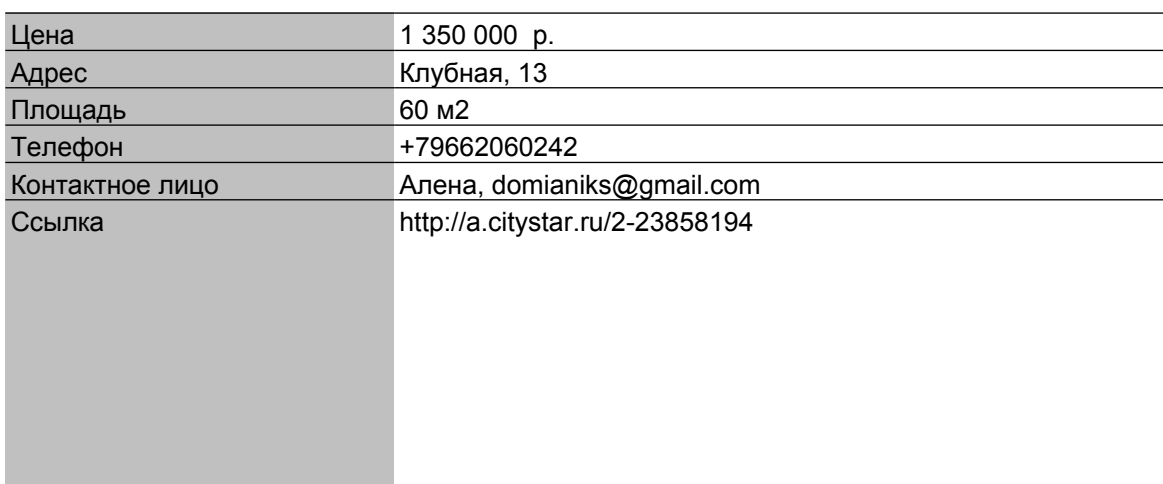 Цена 1 350 000  р.
Адрес Клубная, 13
Площадь 60 м2
Телефон +79662060242
Контактное лицо Алена, domianiks@gmail.com
Ссылка http://a.citystar.ru/2-23858194